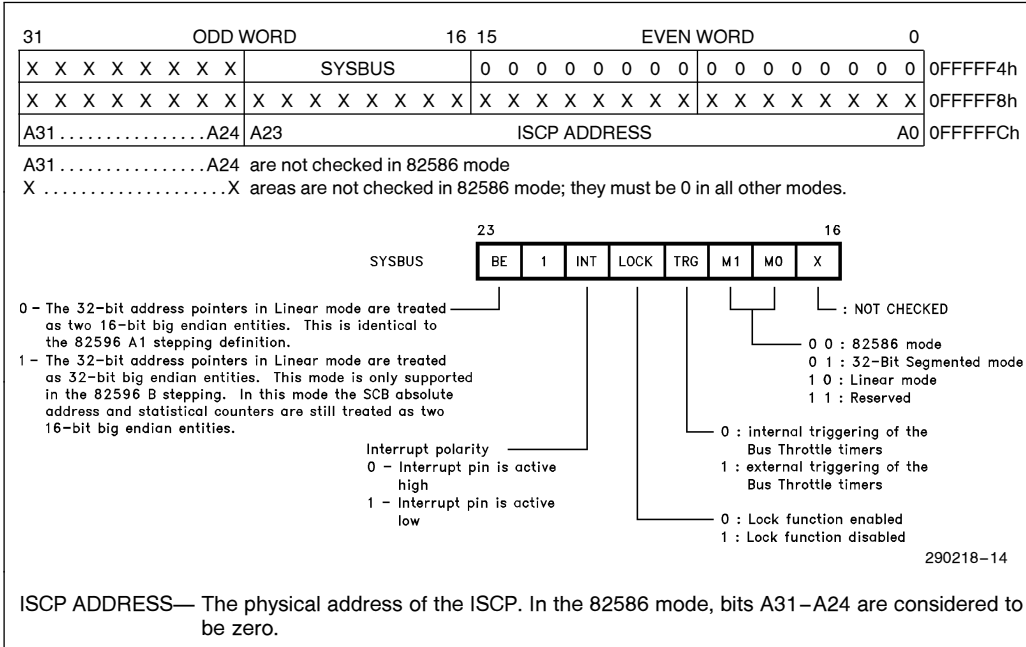 31 ODD WORD 16 15 EVEN WORD 0
X X X X X X X X SYSBUS 0 0 0 0 0 0 0 0 0 0 0 0 0 0 0 0 0FFFFF4h
X X X X X X X X X X X X X X X X X X X X X X X X X X X X X X X X 0FFFFF8h
A31 . . . . . . . . . . . . . . . . A24 A23 ISCP ADDRESS A0 0FFFFFCh
A31 . . . . . . . . . . . . . . . . A24 are not checked in 82586 mode
X . . . . . . . . . . . . . . . . . . . . X areas are not checked in 82586 mode; they must be 0 in all other modes.
23 16
SYSBUS BE 1 INT LOCK TRG M1 M0 X
0 – The 32–bit address pointers in Linear mode are treated
as two 16–bit big endian entities. This is identical to
the 82596 A1 stepping definition.
1 – The 32–bit address pointers in Linear mode are treated
as 32–bit big endian entities. This mode is only supported
in the 82596 B stepping. In this mode the SCB absolute
address and statistical counters are still treated as two
16–bit big endian entities.
: NOT CHECKED
0 0 : 82586 mode
0 1 : 32–Bit Segmented mode
1 0 : Linear mode
1 1 : Reserved
Interrupt polarity
0 – Interrupt pin is active
high
1 – Interrupt pin is active
low
0 : internal triggering of the
Bus Throttle timers
1 : external triggering of the
Bus Throttle timers
0 : Lock function enabled
1 : Lock function disabled
290218–14
ISCP ADDRESS— The physical address of the ISCP. In the 82586 mode, bits A31–A24 are considered to
be zero.